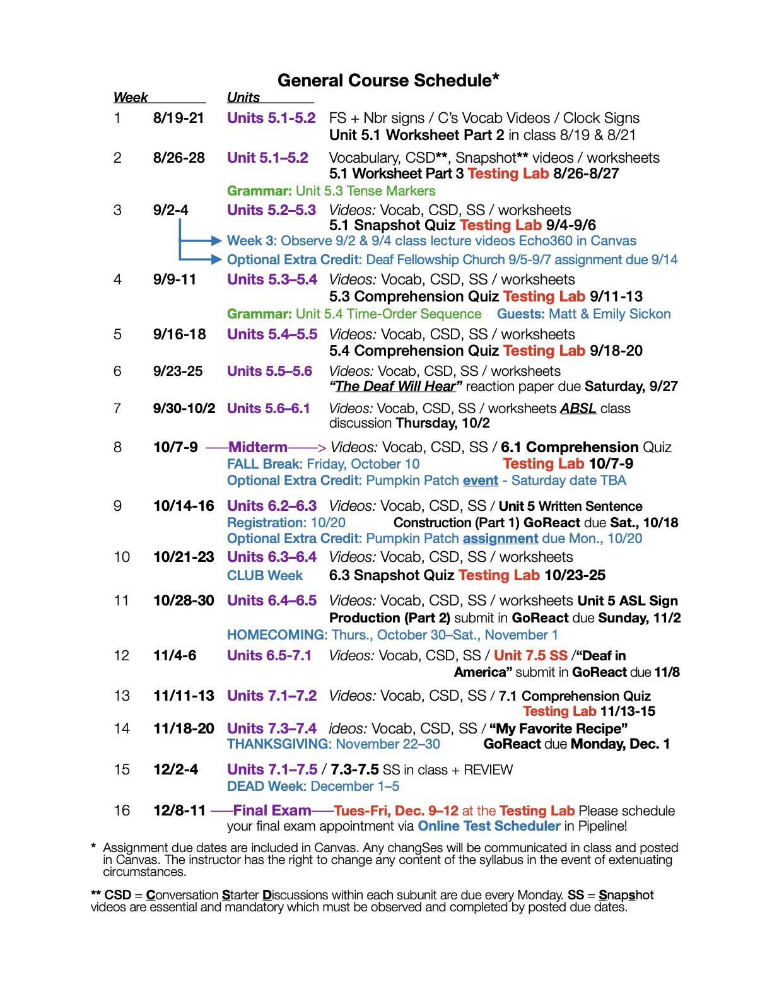 General Course Schedule*
Week Units
1 8/19-21 Units 5.1-5.2 FS + Nbr signs / C’s Vocab Videos / Clock Signs
Unit 5.1 Worksheet Part 2 in class 8/19 & 8/21
2 8/26-28 Unit 5.1–5.2 Vocabulary, CSD**, Snapshot** videos / worksheets
5.1 Worksheet Part 3 Testing Lab 8/26-8/27
Grammar: Unit 5.3 Tense Markers
3 9/2-4 Units 5.2–5.3 Videos: Vocab, CSD, SS / worksheets
5.1 Snapshot Quiz Testing Lab 9/4-9/6
Week 3: Observe 9/2 & 9/4 class lecture videos Echo360 in Canvas
Optional Extra Credit: Deaf Fellowship Church 9/5-9/7 assignment due 9/14
4 9/9-11 Units 5.3–5.4 Videos: Vocab, CSD, SS / worksheets
5.3 Comprehension Quiz Testing Lab 9/11-13
Grammar: Unit 5.4 Time-Order Sequence Guests: Matt & Emily Sickon
5 9/16-18 Units 5.4–5.5 Videos: Vocab, CSD, SS / worksheets
5.4 Comprehension Quiz Testing Lab 9/18-20
6 9/23-25 Units 5.5–5.6 Videos: Vocab, CSD, SS / worksheets
“The Deaf Will Hear” reaction paper due Saturday, 9/27
7 9/30-10/2 Units 5.6–6.1 Videos: Vocab, CSD, SS / worksheets ABSL class
discussion Thursday, 10/2
8 10/7-9 ——Midterm——> Videos: Vocab, CSD, SS / 6.1 Comprehension Quiz
FALL Break: Friday, October 10 Testing Lab 10/7-9
Optional Extra Credit: Pumpkin Patch event - Saturday date TBA
9 10/14-16 Units 6.2–6.3 Videos: Vocab, CSD, SS / Unit 5 Written Sentence
Registration: 10/20 Construction (Part 1) GoReact due Sat., 10/18
Optional Extra Credit: Pumpkin Patch assignment due Mon., 10/20
10 10/21-23 Units 6.3–6.4 Videos: Vocab, CSD, SS / worksheets
CLUB Week 6.3 Snapshot Quiz Testing Lab 10/23-25
11 10/28-30 Units 6.4–6.5 Videos: Vocab, CSD, SS / worksheets Unit 5 ASL Sign
Production (Part 2) submit in GoReact due Sunday, 11/2
HOMECOMING: Thurs., October 30–Sat., November 1
12 11/4-6 Units 6.5-7.1 Videos: Vocab, CSD, SS / Unit 7.5 SS /“Deaf in
America” submit in GoReact due 11/8
13 11/11-13 Units 7.1–7.2 Videos: Vocab, CSD, SS / 7.1 Comprehension Quiz
Testing Lab 11/13-15
14 11/18-20 Units 7.3–7.4 ideos: Vocab, CSD, SS / “My Favorite Recipe”
THANKSGIVING: November 22–30 GoReact due Monday, Dec. 1
15 12/2-4 Units 7.1–7.5 / 7.3-7.5 SS in class + REVIEW
DEAD Week: December 1–5
16 12/8-11 ——Final Exam——Tues-Fri, Dec. 9–12 at the Testing Lab Please schedule
your final exam appointment via Online Test Scheduler in Pipeline!
* Assignment due dates are included in Canvas. Any changSes will be communicated in class and posted
in Canvas. The instructor has the right to change any content of the syllabus in the event of extenuating
circumstances.
** CSD = Conversation Starter Discussions within each subunit are due every Monday. SS = Snapshot
videos are essential and mandatory which must be observed and completed by posted due dates.